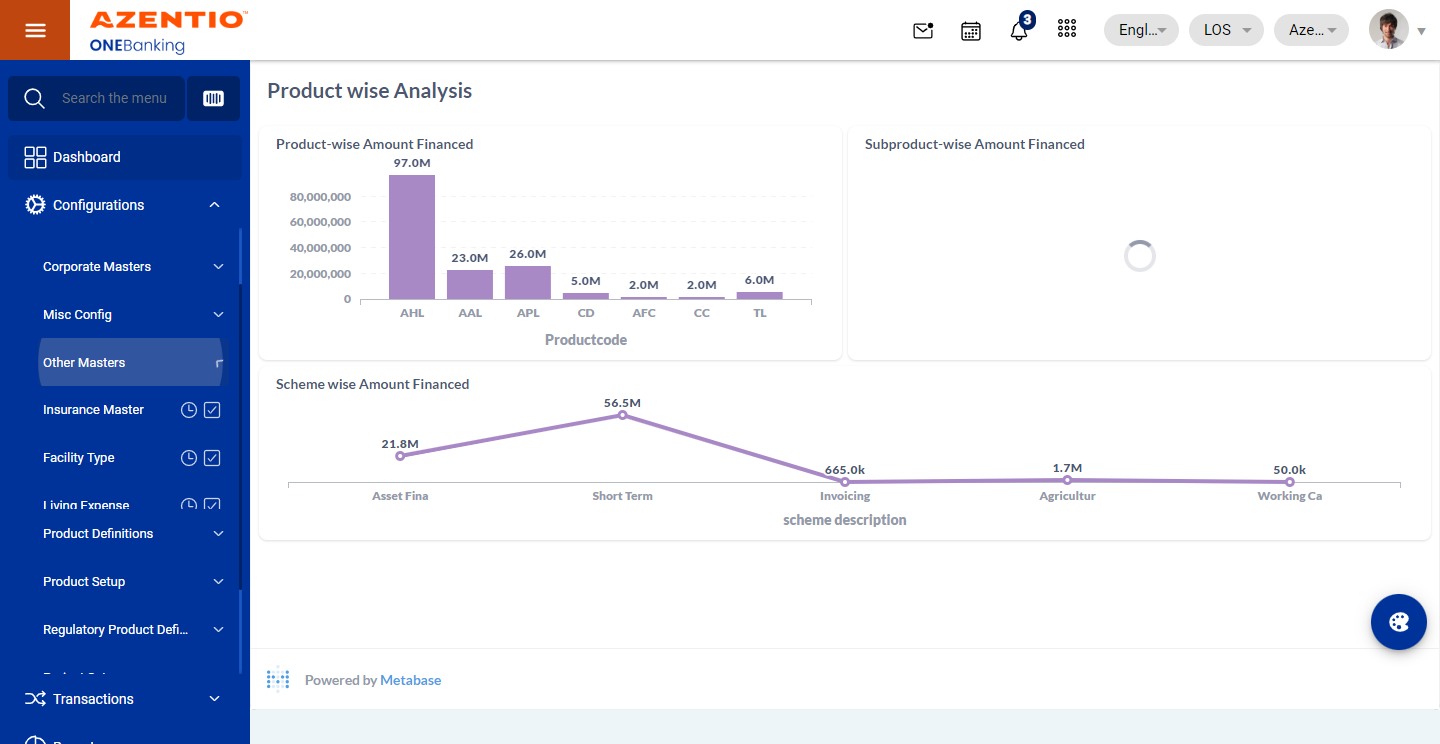 AZENTIO™
ONEBanking
3
Engl...
LOS
Aze...
Search the menu
Dashboard
Configurations
Corporate Masters
Misc Config
Other Masters
Insurance Master
Facility Type
Living Expense
Product Definitions
Product Setup
Regulatory Product Defi...
Transactions
Product wise Analysis
Product-wise Amount Financed
97.0M
80,000,000
60,000,000
40,000,000
20,000,000
0
23.0M
26.0M
5.0M
2.0M
2.0M
6.0M
AHL
AAL
APL
CD
AFC
CC
TL
Productcode
Subproduct-wise Amount Financed
Scheme wise Amount Financed
21.8M
56.5M
665.0k
1.7M
50.0k
Asset Fina
Short Term
Invoicing
Agricultur
Working Ca
scheme description
Powered by Metabase